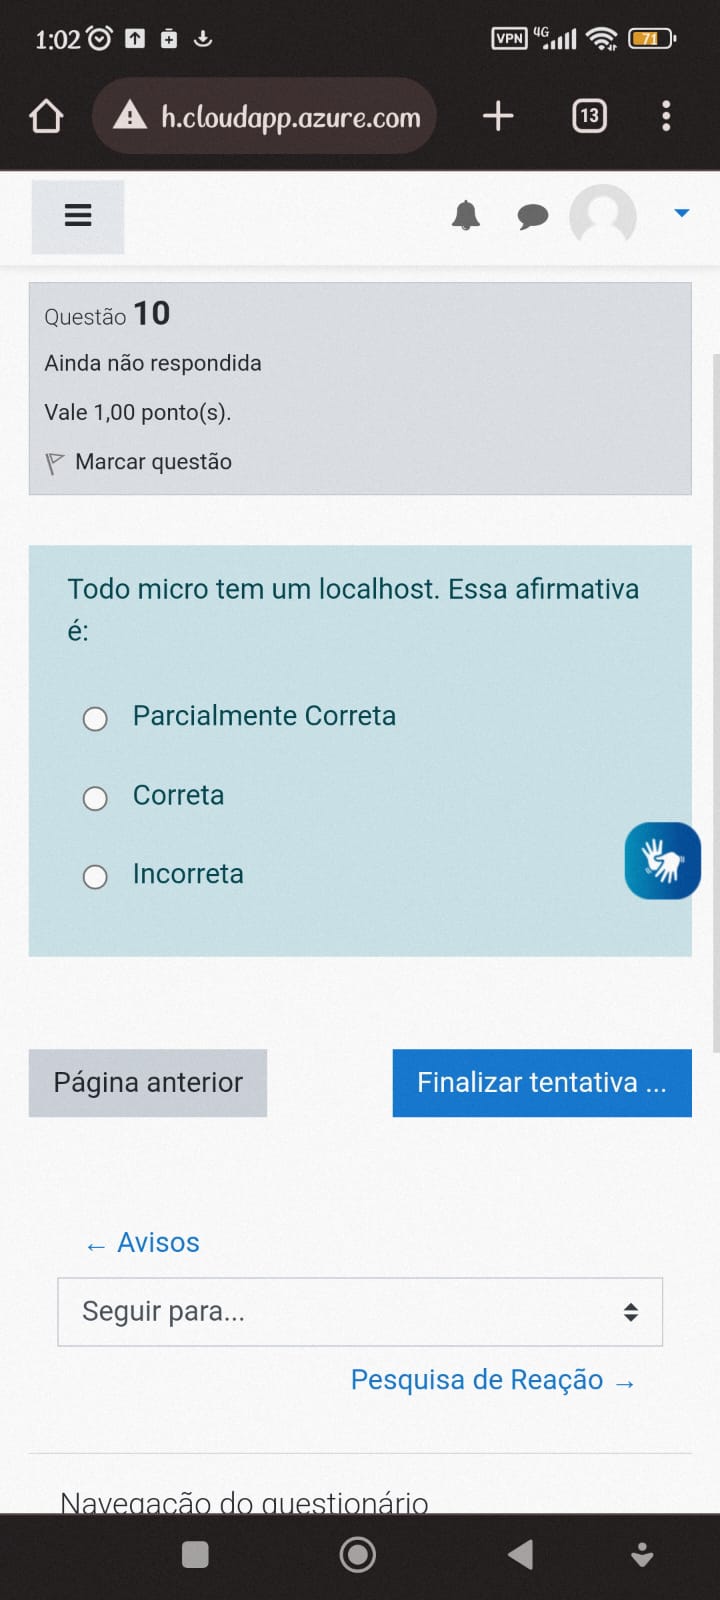 1:02
VPN 4G 71
h.cloudapp.azure.com
13
Questão 10
Ainda não respondida
Vale 1,00 ponto(s).
Marcar questão
Todo micro tem um localhost. Essa afirmativa
é:
Parcialmente Correta
Correta
Incorreta
Página anterior
Finalizar tentativa ...
← Avisos
Seguir para...
Pesquisa de Reação →
Navegação do questionário